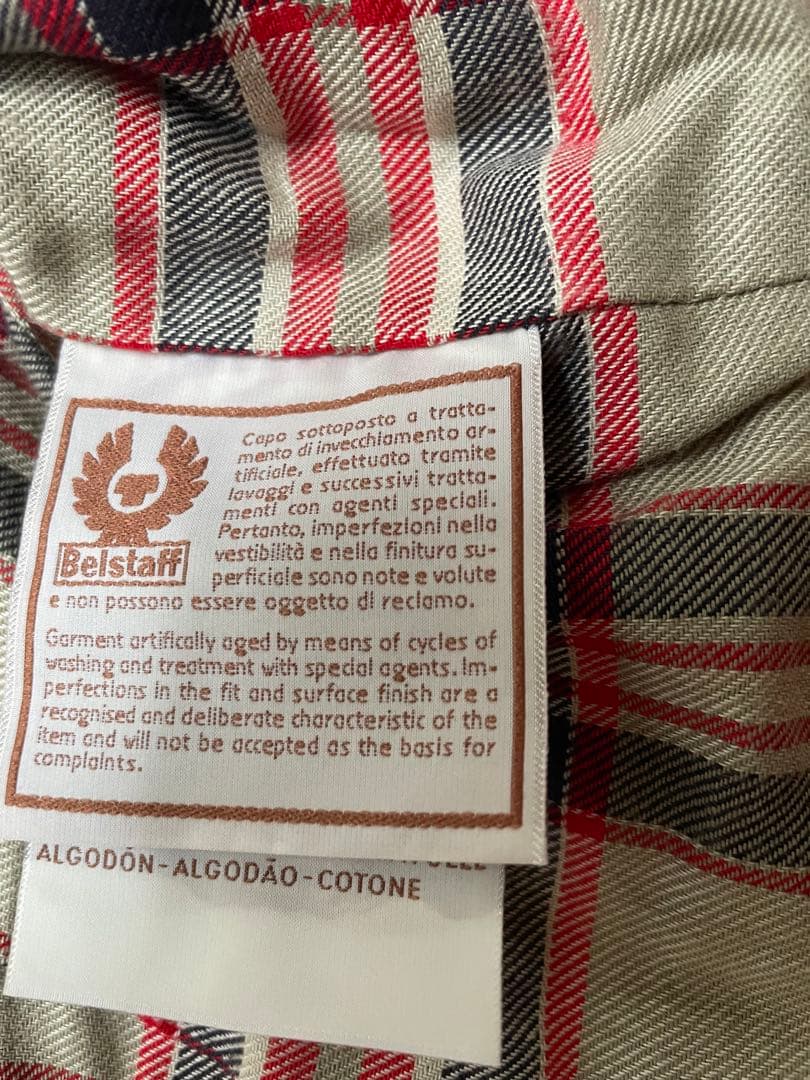 Capo sottoposto a tratta-
mento di invecchiamento ar-
tificiale, effettuato tramite
lavaggi e successivi tratta-
menti con agenti speciali.
Pertanto, imperfezioni nella
vestibilità e nella finitura su-
perficiale sono note e volute
e non possono essere oggetto di reclamo.
Belstaff
Garment artifically aged by means of cycles of
washing and treatment with special agents. Im-
perfections in the fit and surface finish are a
recognised and deliberate characteristic of the
item and will not be accepted as the basis for
complaints.
ALGODÓN-ALGODÃO-COTONE